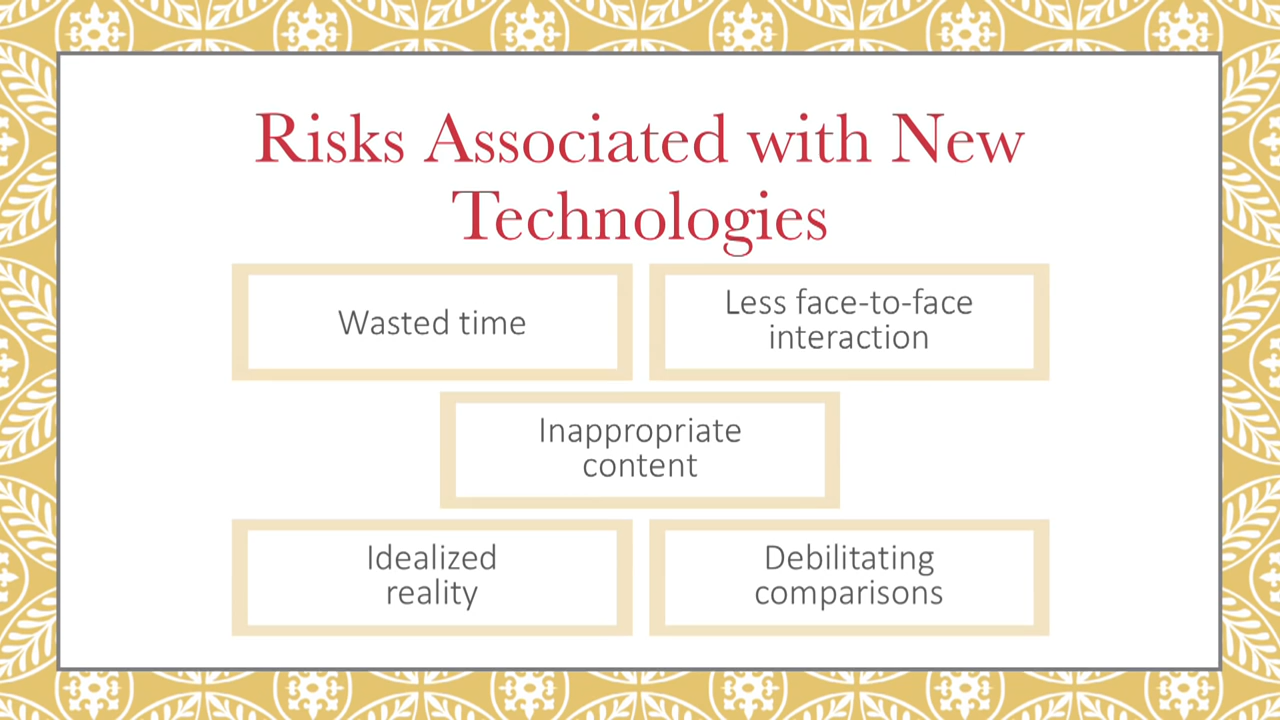 Risks Associated with New
Technologies
Wasted time
Less face-to-face
interaction
Inappropriate
content
Idealized
reality
Debilitating
comparisons